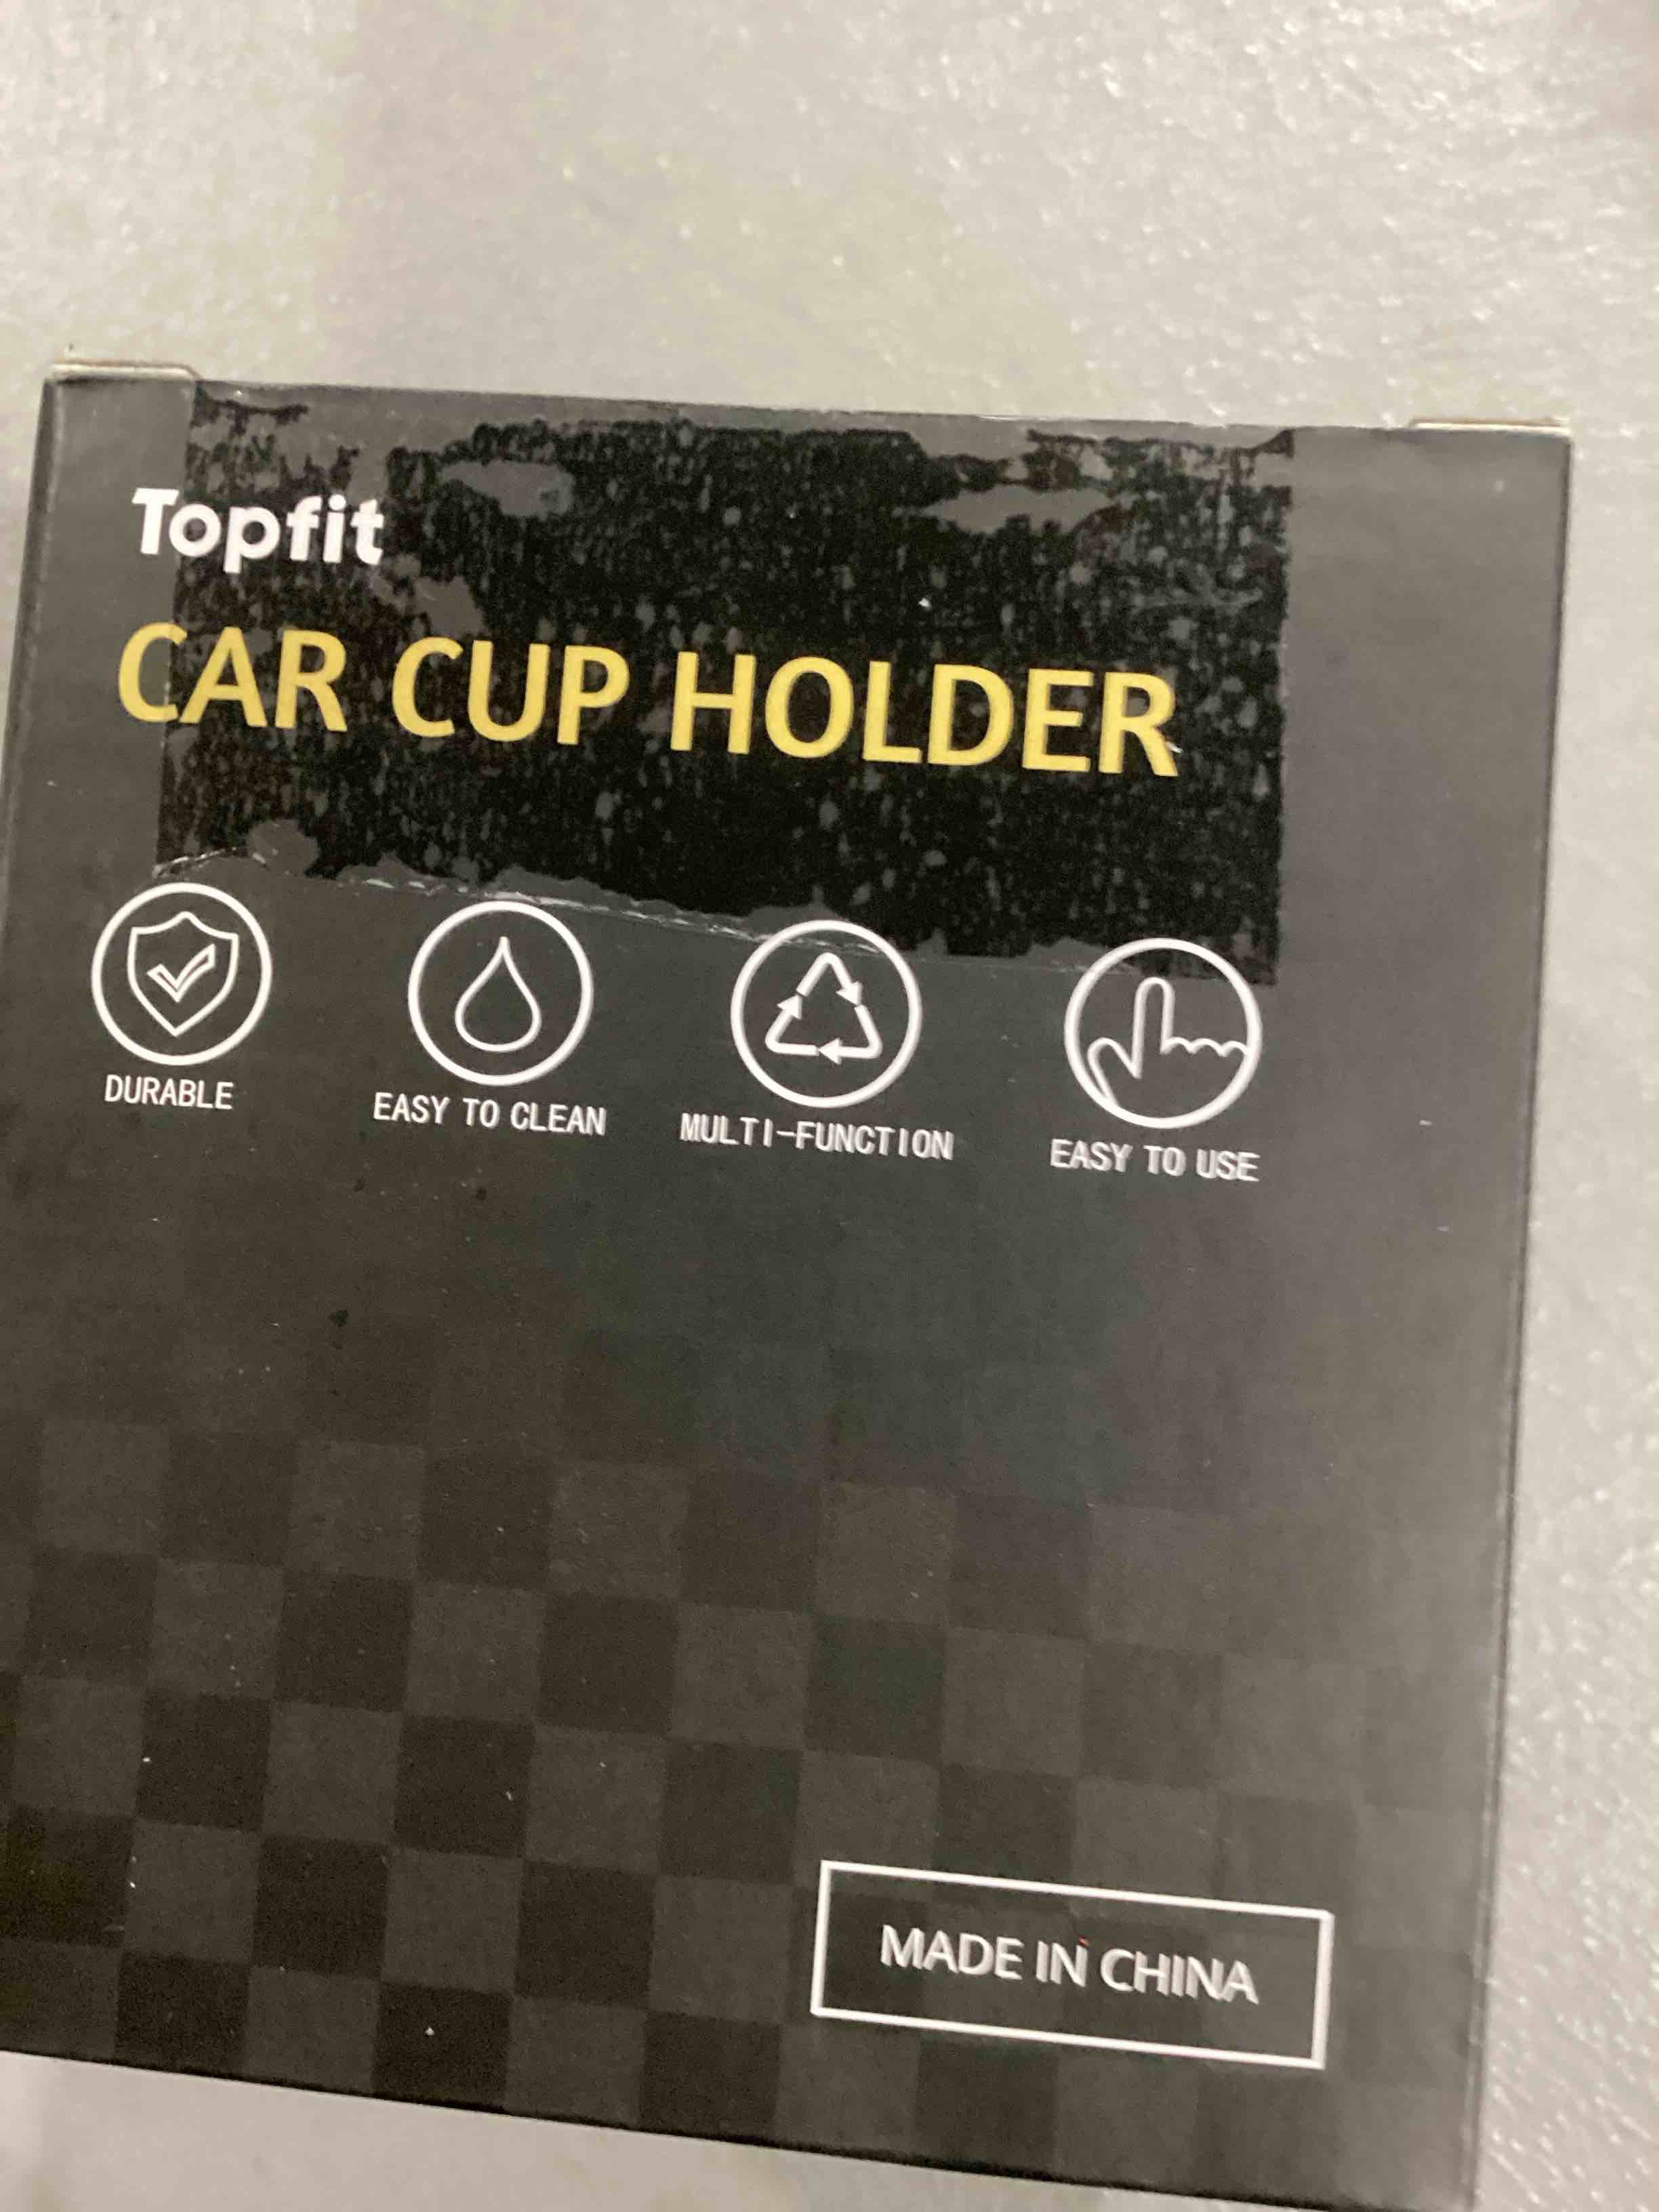 Topfit
CAR CUP HOLDER
DURABLE
EASY TO CLEAN
MULTI-FUNCTION
EASY TO USE
MADE IN CHINA